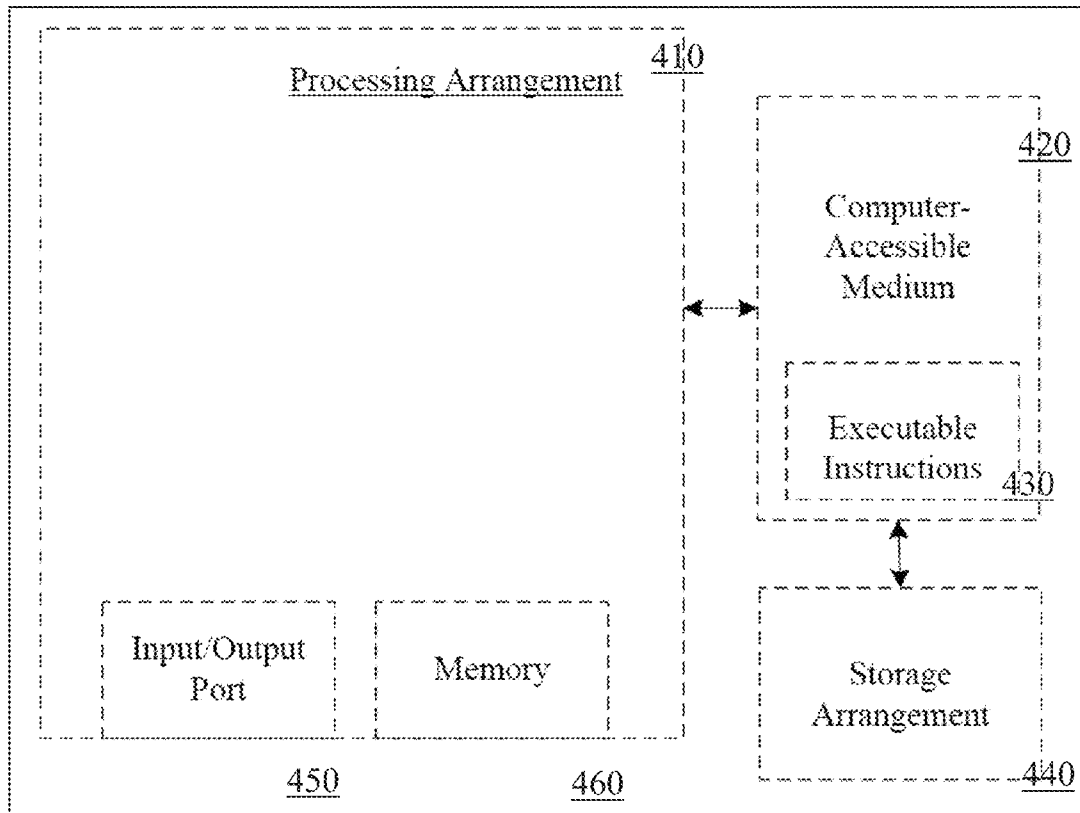 410
Processing Arrangement
420
Computer-
Accessible
Medium
Executable
Instructions
430
Input/Output
Port
Memory
Storage
Arrangement
450
460
440